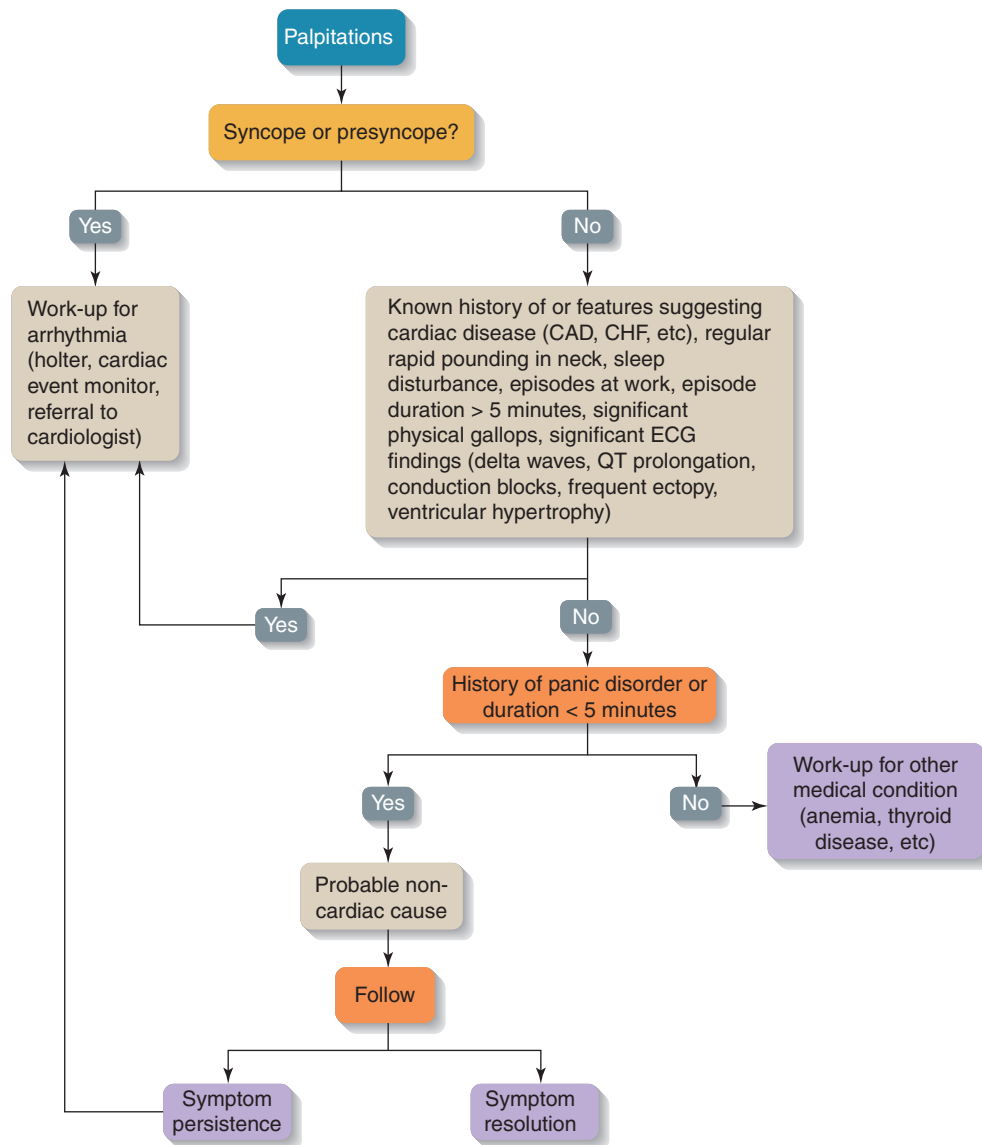 Palpitations
Syncope or presyncope?
Yes
No
Work-up for
arrhythmia
(holter, cardiac
event monitor,
referral to
cardiologist)
Known history of or features suggesting
cardiac disease (CAD, CHF, etc), regular
rapid pounding in neck, sleep
disturbance, episodes at work, episode
duration > 5 minutes, significant
physical gallops, significant ECG
findings (delta waves, QT prolongation,
conduction blocks, frequent ectopy,
ventricular hypertrophy)
Yes
No
History of panic disorder or
duration < 5 minutes
Yes
No
Work-up for other
medical condition
(anemia, thyroid
disease, etc)
Probable non-
cardiac cause
Follow
Symptom
persistence
Symptom
resolution